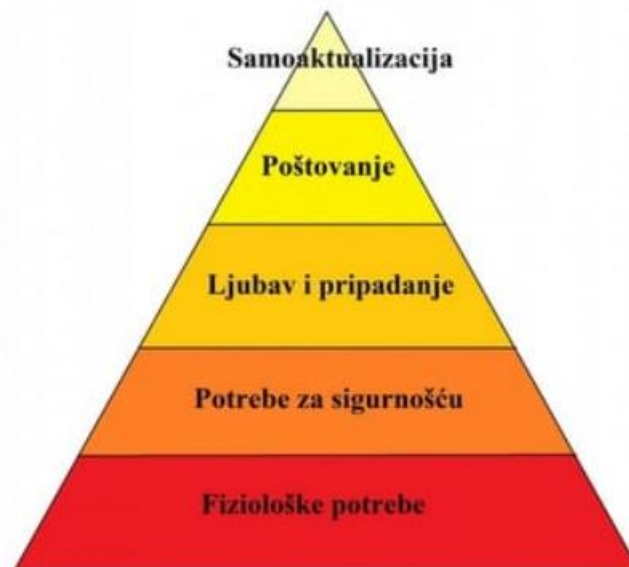 Samoaktualizacija
Poštovanje
Ljubav i pripadanje
Potrebe za sigurnošću
Fiziološke potrebe